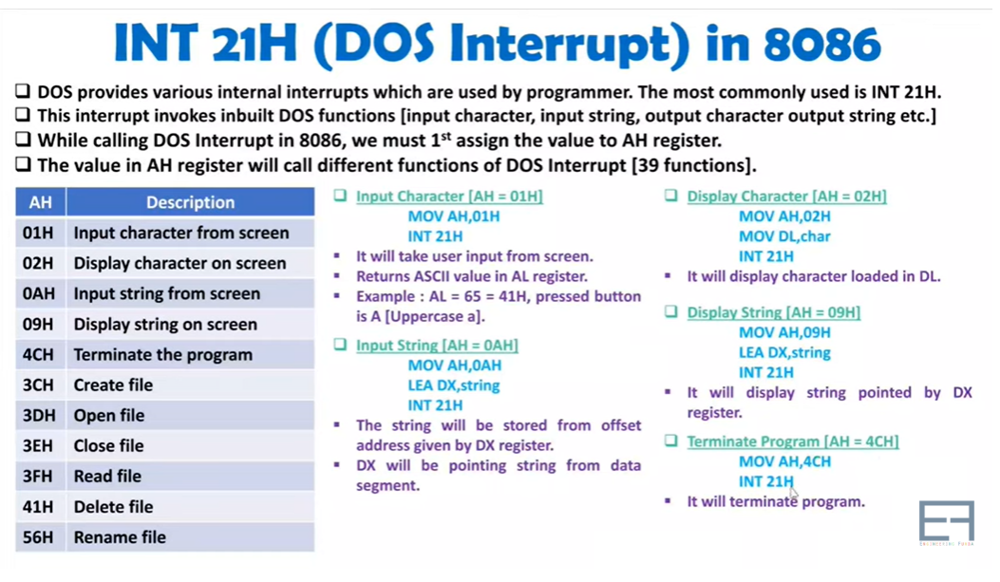 INT 21H (DOS Interrupt) in 8086
❑ DOS provides various internal interrupts which are used by programmer. The most commonly used is INT 21H.
❑ This interrupt invokes inbuilt DOS functions [input character, input string, output character output string etc.]
❑ While calling DOS Interrupt in 8086, we must 1st assign the value to AH register.
❑ The value in AH register will call different functions of DOS Interrupt [39 functions].
AH Description
01H Input character from screen
02H Display character on screen
0AH Input string from screen
09H Display string on screen
4CH Terminate the program
3CH Create file
3DH Open file
3EH Close file
3FH Read file
41H Delete file
56H Rename file
❑ Input Character [AH = 01H]
MOV AH,01H
INT 21H
▪ It will take user input from screen.
▪ Returns ASCII value in AL register.
▪ Example : AL = 65 = 41H, pressed button
is A [Uppercase a].
❑ Input String [AH = 0AH]
MOV AH,0AH
LEA DX,string
INT 21H
▪ The string will be stored from offset
address given by DX register.
▪ DX will be pointing string from data
segment.
❑ Display Character [AH = 02H]
MOV AH,02H
MOV DL,char
INT 21H
▪ It will display character loaded in DL.
❑ Display String [AH = 09H]
MOV AH,09H
LEA DX,string
INT 21H
▪ It will display string pointed by DX
register.
❑ Terminate Program [AH = 4CH]
MOV AH,4CH
INT 21H
▪ It will terminate program.
EF
ENGINEERING FUNDA